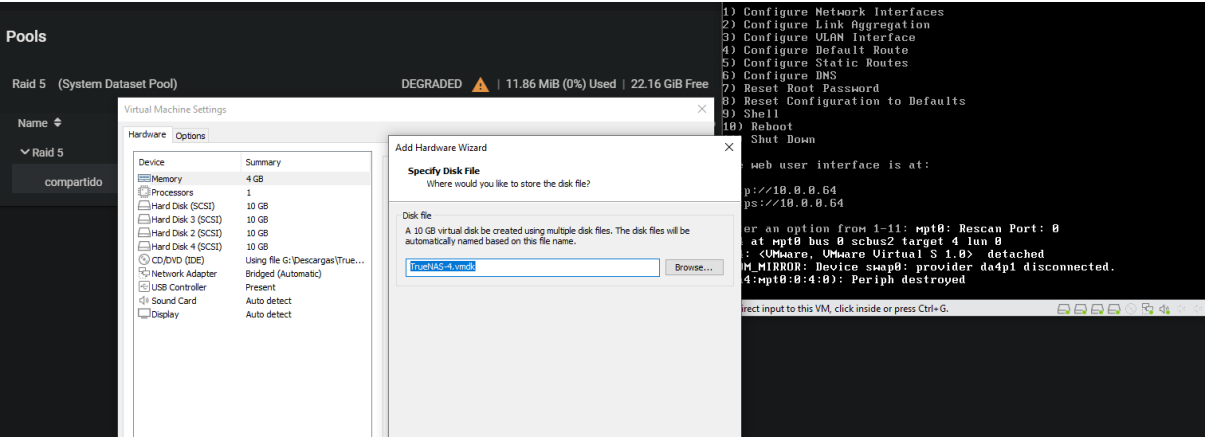 Pools
Raid 5 (System Dataset Pool)
DEGRADED | 11.86 MiB (0%) Used | 22.16 GiB Free
Name
Raid 5
compartido
Virtual Machine Settings
Hardware Options
Device Summary
Memory 4 GB
Processors 1
Hard Disk (SCSI) 10 GB
Hard Disk 3 (SCSI) 10 GB
Hard Disk 2 (SCSI) 10 GB
Hard Disk 4 (SCSI) 10 GB
CD/DVD (IDE) Using file G:\Descargas\True...
Network Adapter Bridged (Automatic)
USB Controller Present
Sound Card Auto detect
Display Auto detect
Add Hardware Wizard
Specify Disk File
Where would you like to store the disk file?
Disk file
A 10 GB virtual disk be created using multiple disk files. The disk files will be
automatically named based on this file name.
TrueNAS-4.vmdk
Browse...
1) Configure Network Interfaces
2) Configure Link Aggregation
3) Configure VLAN Interface
4) Configure Default Route
5) Configure Static Routes
6) Configure DNS
7) Reset Root Password
8) Reset Configuration to Defaults
9) Shell
10) Reboot
Shut Down
web user interface is at:
p://10.0.0.64
ps://10.0.0.64
er an option from 1-11: mpt0: Rescan Port: 0
at mpt0 bus 0 scbus2 target 4 lun 0
: <VMware, VMware Virtual S 1.0> detached
OM_MIRROR: Device swap0: provider da4p1 disconnected.
4:mpt0:0:4:0): Periph destroyed
irect input to this VM, click inside or press Ctrl+G.